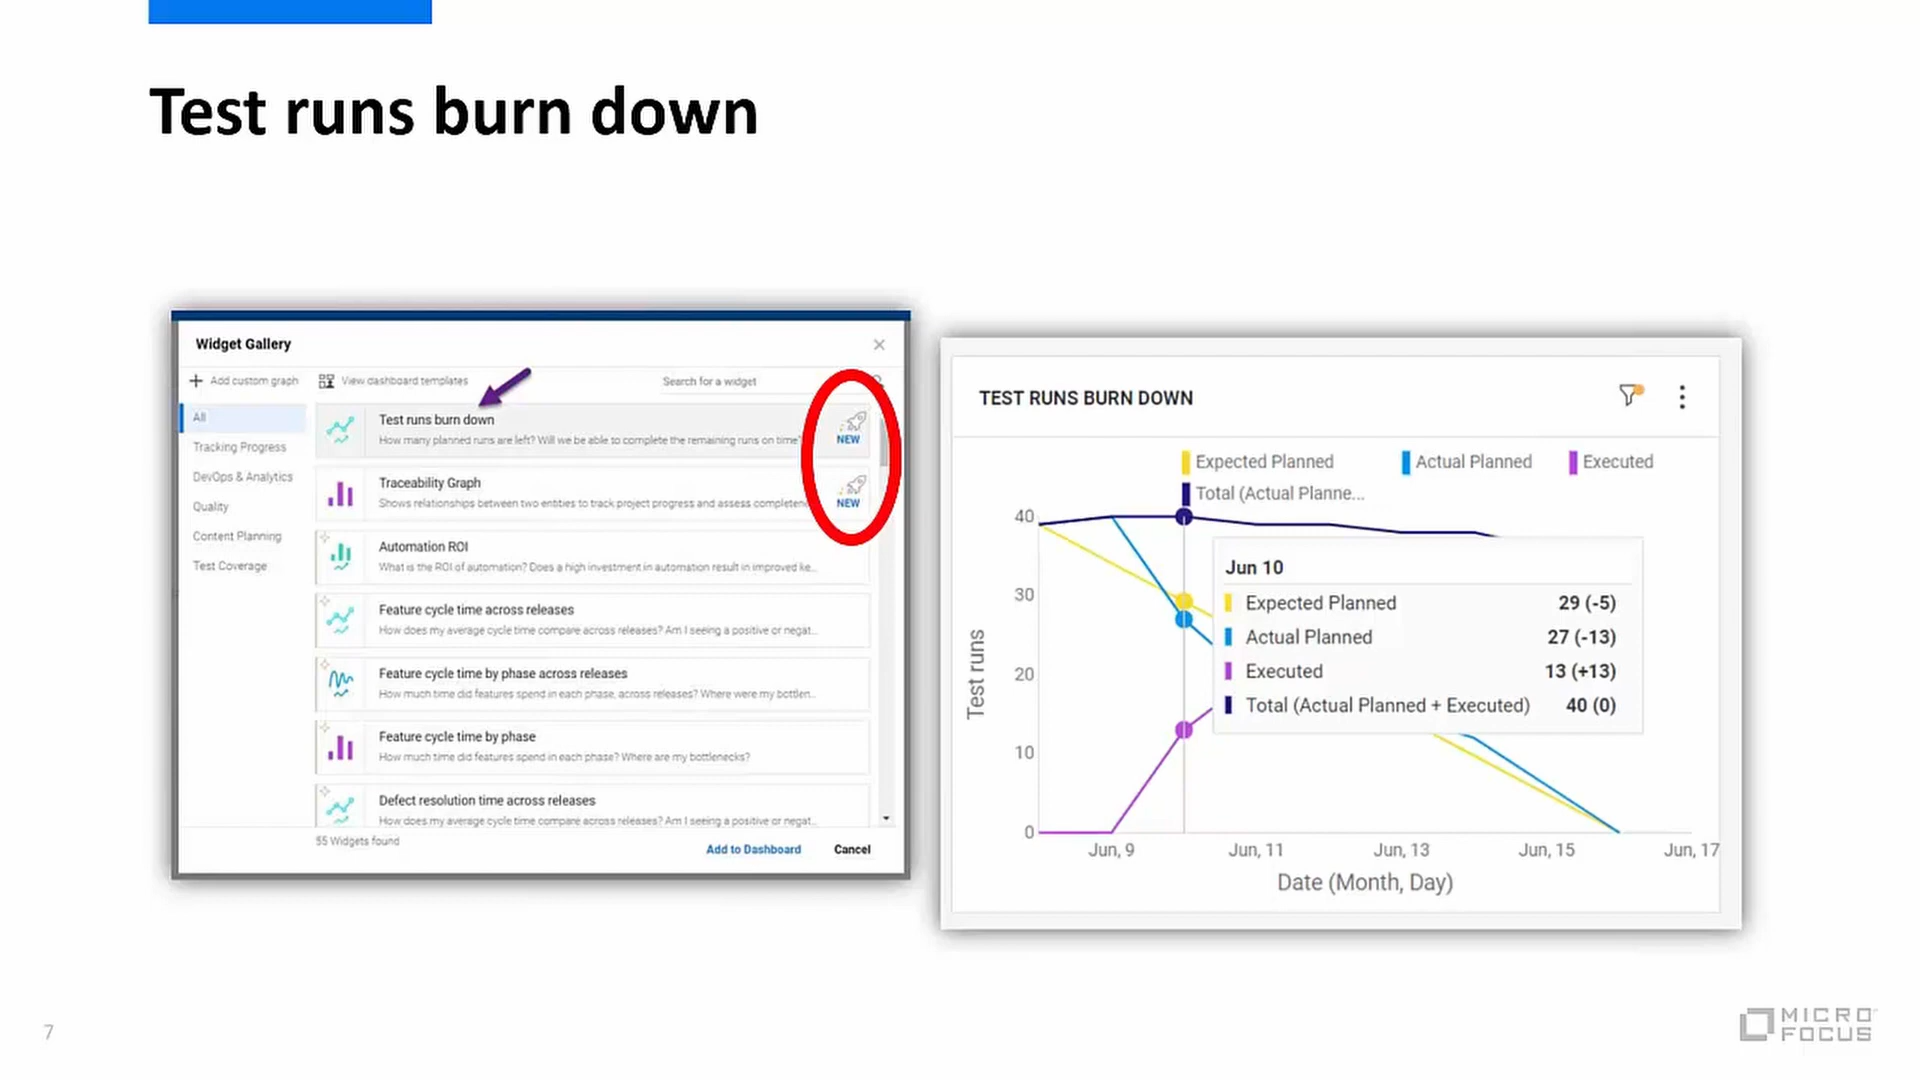 Test runs burn down
Widget Gallery
Add custom graph
View dashboard templates
Search for a widget
All
Tracking Progress
DevOps & Analytics
Quality
Content Planning
Test Coverage
Test runs burn down
How many planned runs are left? Will we be able to complete the remaining runs on time
NEW
Traceability Graph
Shows relationships between two entities to track project progress and assess completen
NEW
Automation ROI
What is the ROI of automation? Does a high investment in automation result in improved ke...
Feature cycle time across releases
How does my average cycle time compare across releases? Am I seeing a positive or negat...
Feature cycle time by phase across releases
How much time did features spend in each phase, across releases? Where were my bottlen...
Feature cycle time by phase
How much time did features spend in each phase? Where are my bottlenecks?
Defect resolution time across releases
How does my average cycle time compare across releases? Am I seeing a positive or negat...
55 Widgets found
Add to Dashboard
Cancel
TEST RUNS BURN DOWN
Expected Planned
Actual Planned
Executed
Total (Actual Planne...
40
30
20
10
0
Test runs
Jun 10
Expected Planned 29 (-5)
Actual Planned 27 (-13)
Executed 13 (+13)
Total (Actual Planned + Executed) 40 (0)
Jun, 9
Jun, 11
Jun, 13
Jun, 15
Jun, 17
Date (Month, Day)
7
MICRO
FOCUS